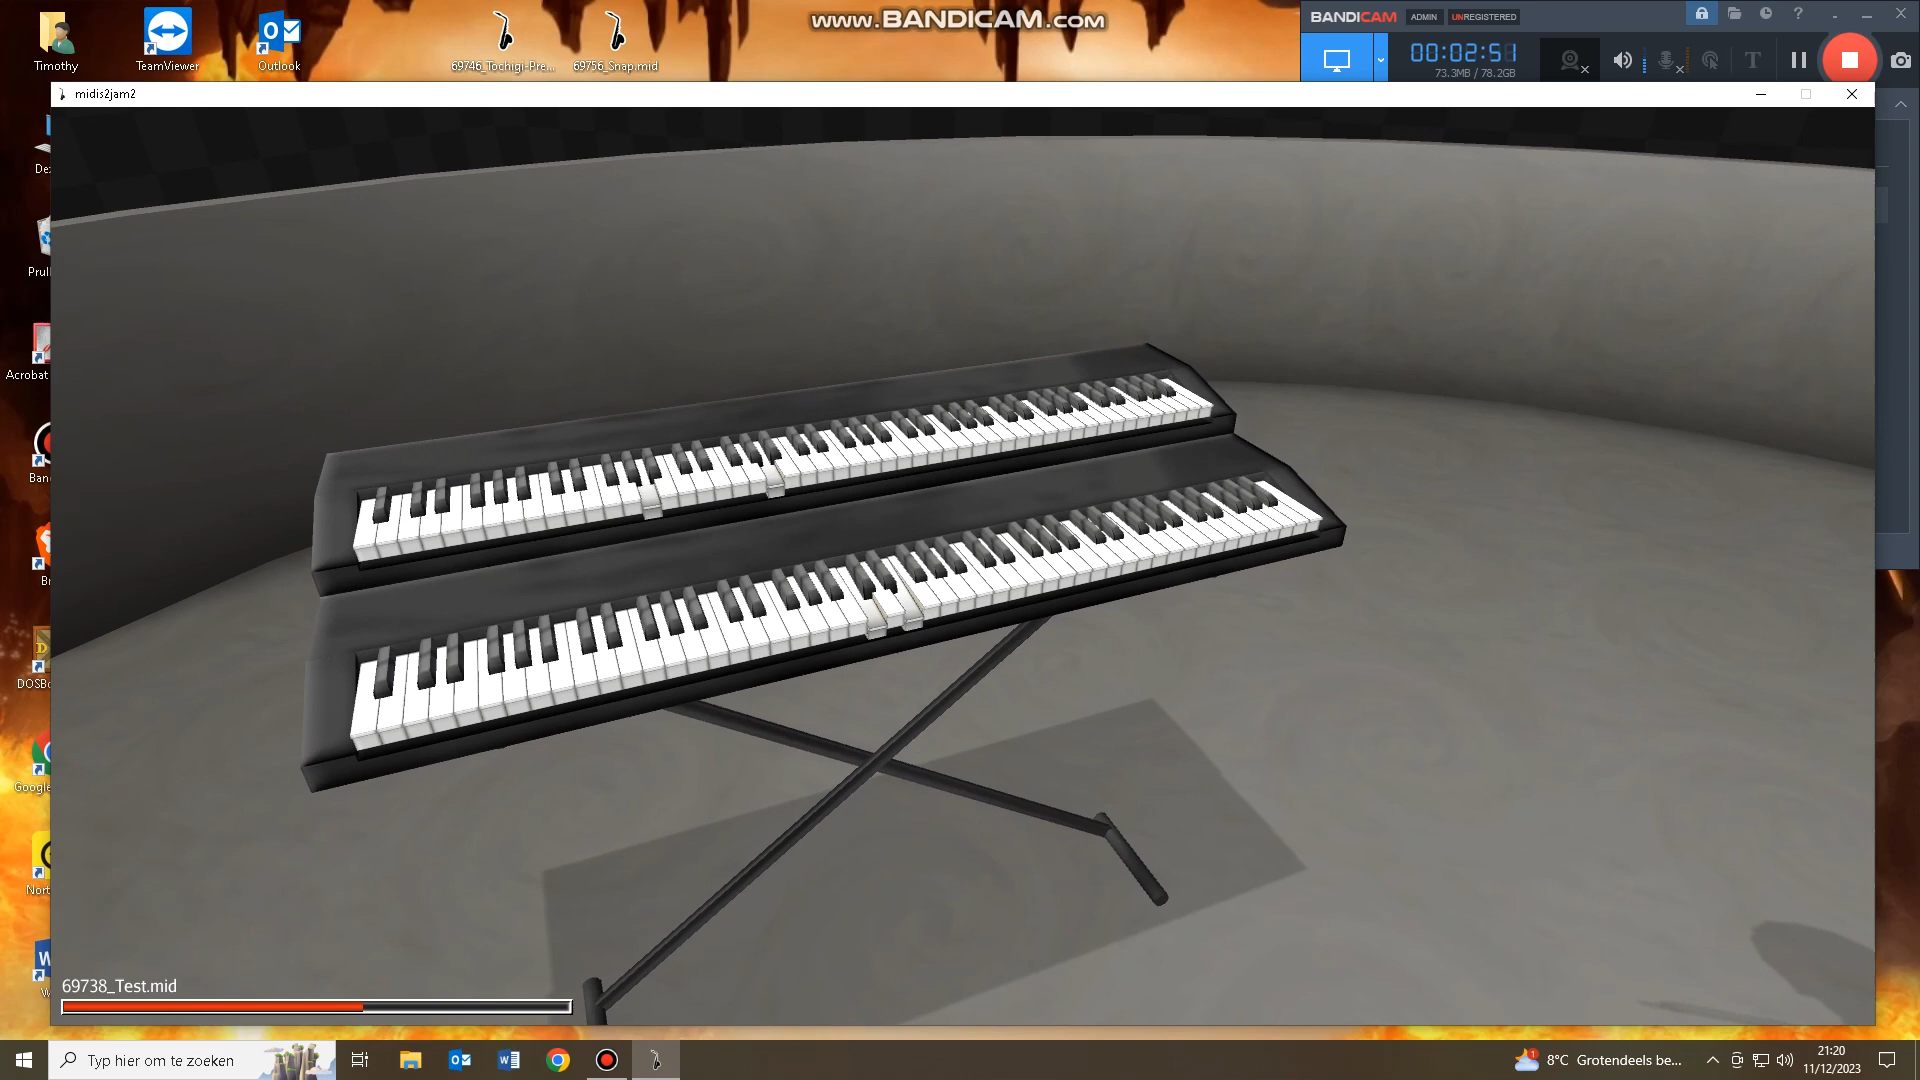 www.BANDICAM.com
BANDICAM ADMIN UNREGISTERED
00:02:51
73.3MB / 78.2GB
Timothy
TeamViewer
Outlook
69746_Tochigi-Pre...
69756_Snap.mid
midis2jam2
Acrobat
DOSBo
Google
69738_Test.mid
Typ hier om te zoeken
8°C Grotendeels be...
21:20
11/12/2023